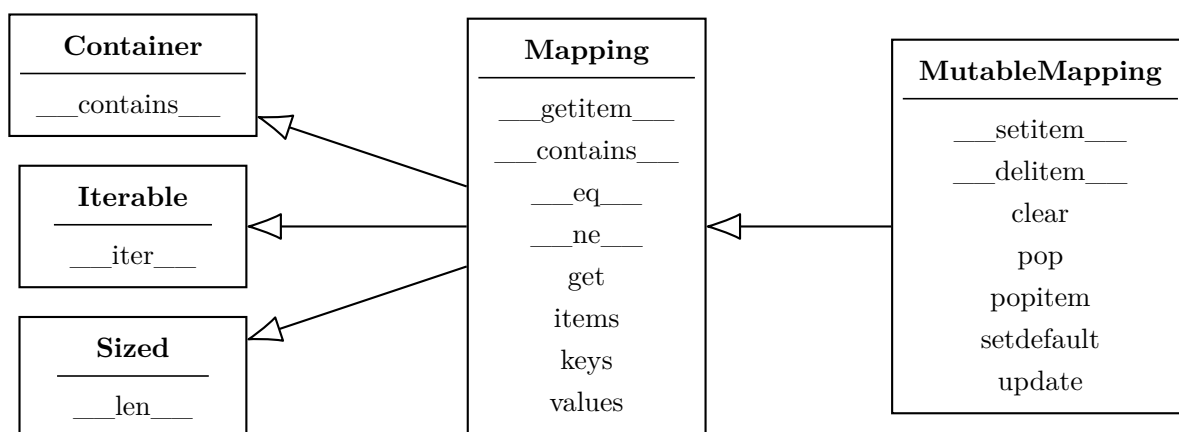 Container
__contains__
Iterable
__iter__
Sized
__len__
Mapping
__getitem__
__contains__
__eq__
__ne__
get
items
keys
values
MutableMapping
__setitem__
__delitem__
clear
pop
popitem
setdefault
update